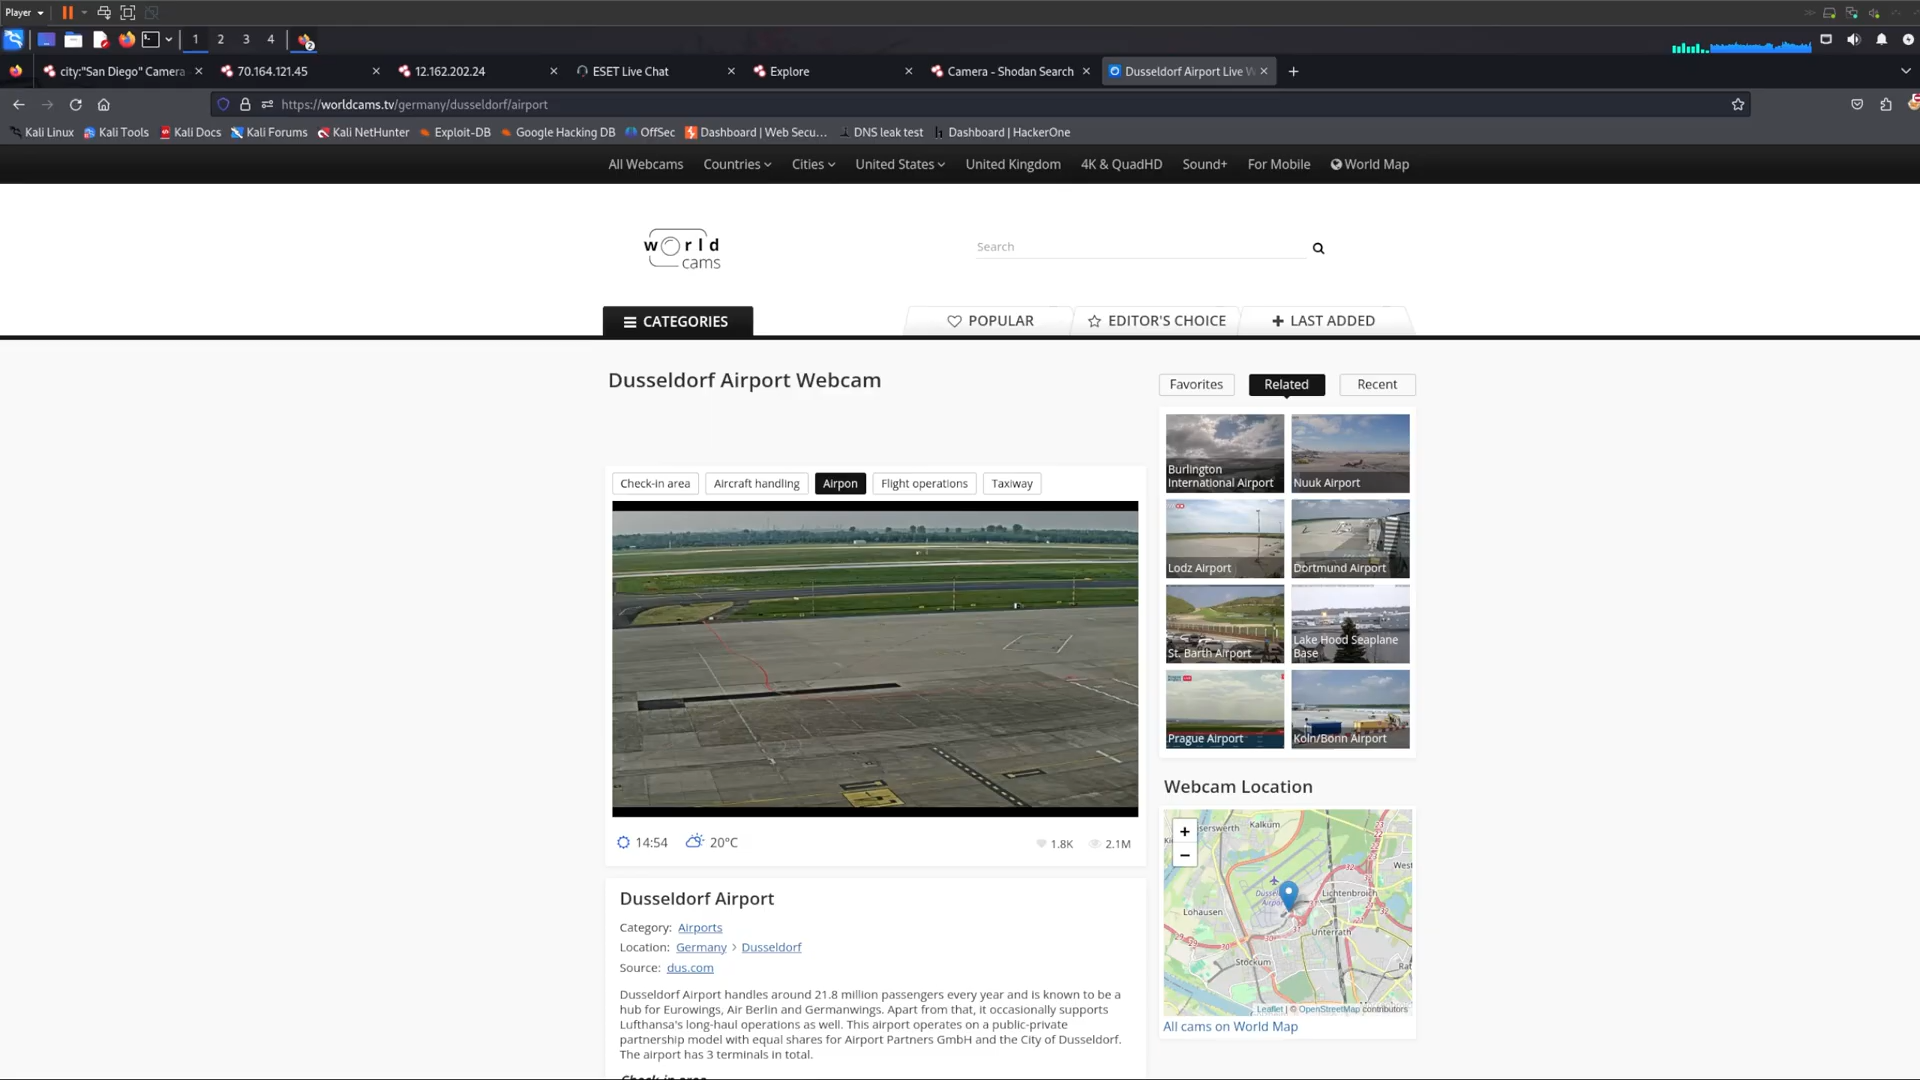 Player
1 2 3 4 2
city:"San Diego" Camera
70.164.121.45
12.162.202.24
ESET Live Chat
Explore
Camera - Shodan Search
Dusseldorf Airport Live W
https://worldcams.tv/germany/dusseldorf/airport
Kali Linux Kali Tools Kali Docs Kali Forums Kali NetHunter Exploit-DB Google Hacking DB OffSec Dashboard | Web Secu... DNS leak test Dashboard | HackerOne
All Webcams Countries Cities United States United Kingdom 4K & QuadHD Sound+ For Mobile World Map
world
cams
Search
CATEGORIES
POPULAR EDITOR'S CHOICE LAST ADDED
Dusseldorf Airport Webcam
Favorites Related Recent
Check-in area Aircraft handling Airpon Flight operations Taxiway
Burlington
International Airport
Nuuk Airport
Lodz Airport
Dortmund Airport
St. Barth Airport
Lake Hood Seaplane
Base
Prague Airport
Koln/Bonn Airport
14:54 20°C 1.8K 2.1M
Webcam Location
+
−
Kalkum
Lichtenbroich
Lohausen
Unterrath
Stockum
Leaflet | © OpenStreetMap contributors
All cams on World Map
Dusseldorf Airport
Category: Airports
Location: Germany > Dusseldorf
Source: dus.com
Dusseldorf Airport handles around 21.8 million passengers every year and is known to be a
hub for Eurowings, Air Berlin and Germanwings. Apart from that, it occasionally supports
Lufthansa's long-haul operations as well. This airport operates on a public-private
partnership model with equal shares for Airport Partners GmbH and the City of Dusseldorf.
The airport has 3 terminals in total.
Check-in area